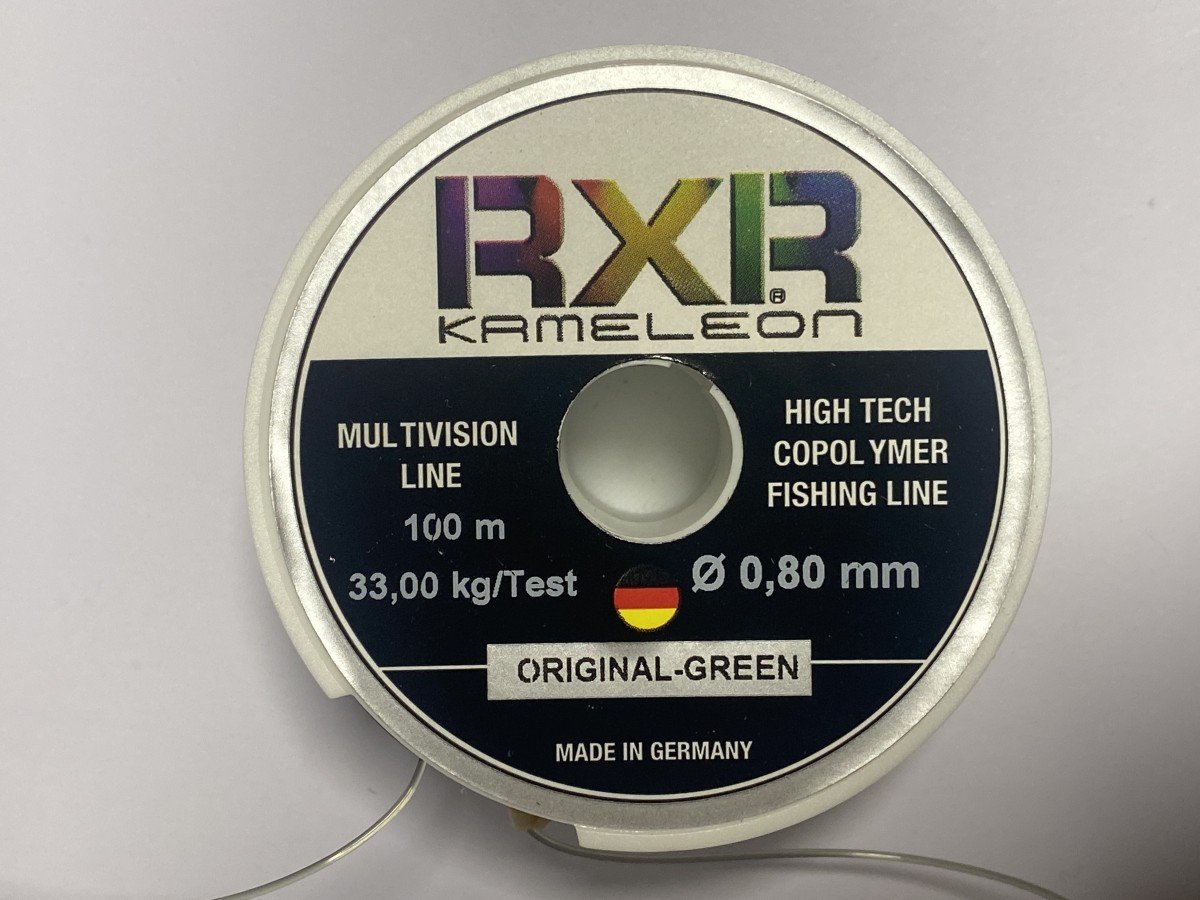 RXR®
KAMELEON
MULTIVISION
LINE
100 m
33,00 kg/Test
HIGH TECH
COPOLYMER
FISHING LINE
Ø 0,80 mm
ORIGINAL-GREEN
MADE IN GERMANY